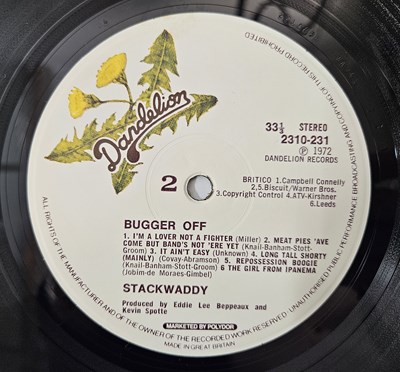 Dandelion
33⅓ STEREO
2310-231
Ⓟ 1972
DANDELION RECORDS
2
BRITICO 1.Campbell Connelly
2,5.Biscuit/Warner Bros.
3.Copyright Control 4.ATV-Kirshner
6.Leeds
BUGGER OFF
1. I'M A LOVER NOT A FIGHTER (Miller) 2. MEAT PIES 'AVE
COME BUT BAND'S NOT 'ERE YET (Knail-Banham-Stott-
Groom) 3. IT AIN'T EASY (Unknown) 4. LONG TALL SHORTY
(MAINLY) (Covay-Abramson) 5. REPOSSESSION BOOGIE
(Knail-Banham-Stott-Groom) 6 THE GIRL FROM IPANEMA
(Jobim-de Moraes-Gimbel)
STACKWADDY
Produced by Eddie Lee Beppeaux and
Kevin Spotte
MARKETED BY POLYDOR
MADE IN GREAT BRITAIN
ALL RIGHTS OF THE MANUFACTURER AND OF THE OWNER OF THE RECORDED WORK RESERVED · UNAUTHORISED PUBLIC PERFORMANCE BROADCASTING AND COPYING OF THIS RECORD PROHIBITED